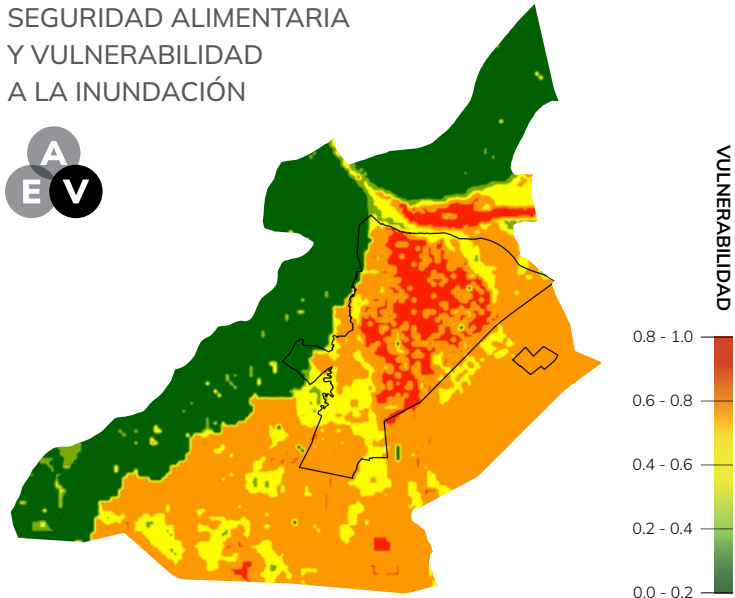 SEGURIDAD ALIMENTARIA
Y VULNERABILIDAD
A LA INUNDACIÓN
A
E V
VULNERABILIDAD
0.8 - 1.0
0.6 - 0.8
0.4 - 0.6
0.2 - 0.4
0.0 - 0.2